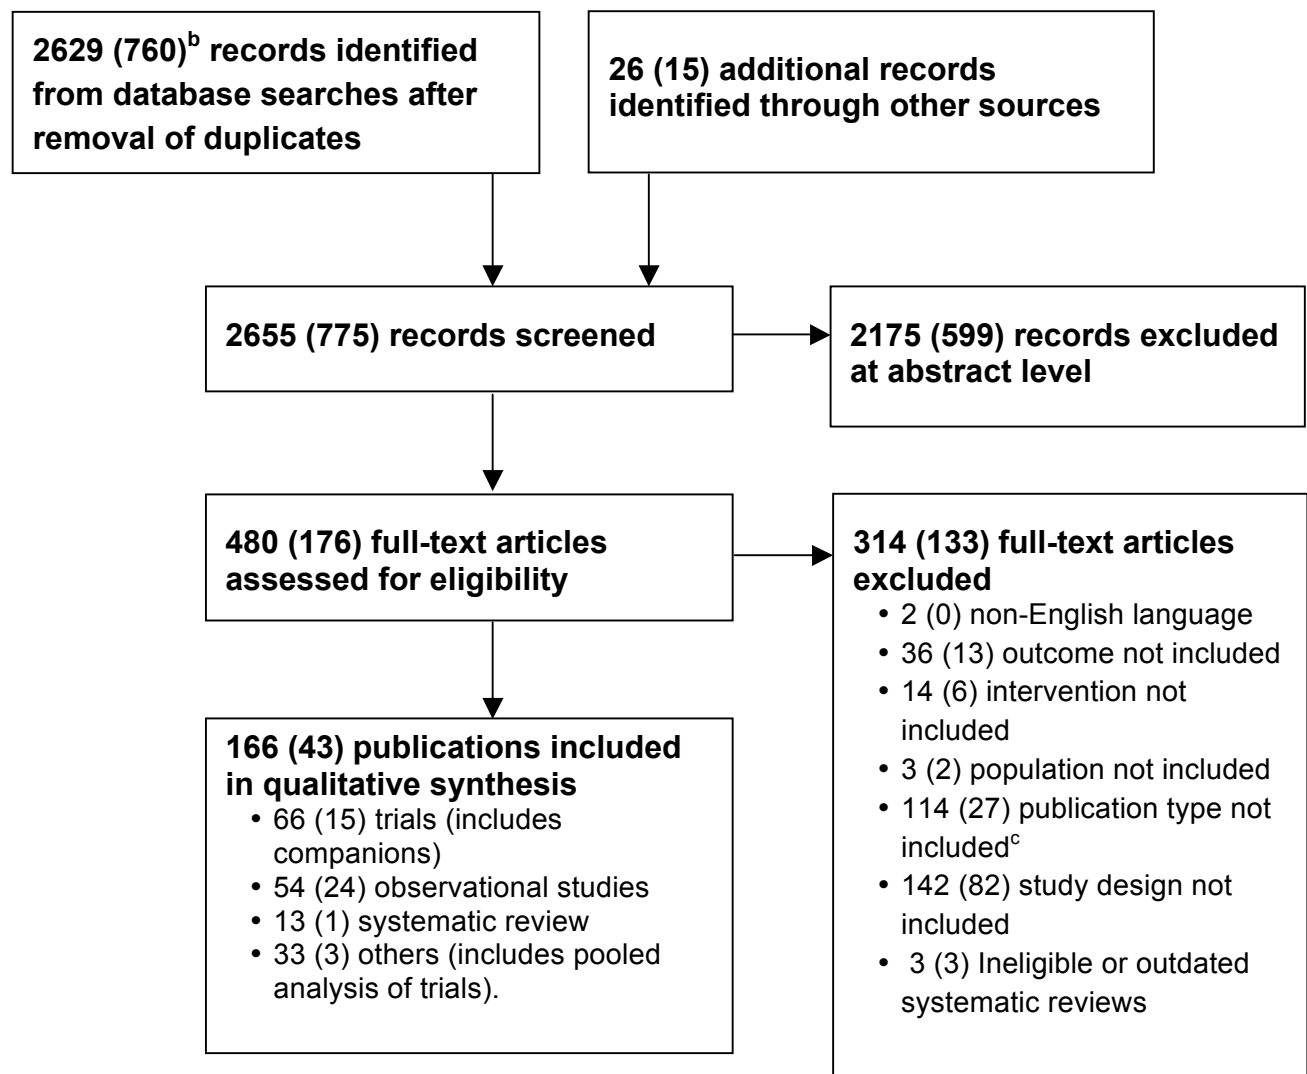 2629 (760)b records identified
from database searches after
removal of duplicates
26 (15) additional records
identified through other sources
2655 (775) records screened
2175 (599) records excluded
at abstract level
480 (176) full-text articles
assessed for eligibility
314 (133) full-text articles
excluded
• 2 (0) non-English language
• 36 (13) outcome not included
• 14 (6) intervention not
included
• 3 (2) population not included
• 114 (27) publication type not
includedc
• 142 (82) study design not
included
• 3 (3) Ineligible or outdated
systematic reviews
166 (43) publications included
in qualitative synthesis
• 66 (15) trials (includes
companions)
• 54 (24) observational studies
• 13 (1) systematic review
• 33 (3) others (includes pooled
analysis of trials).